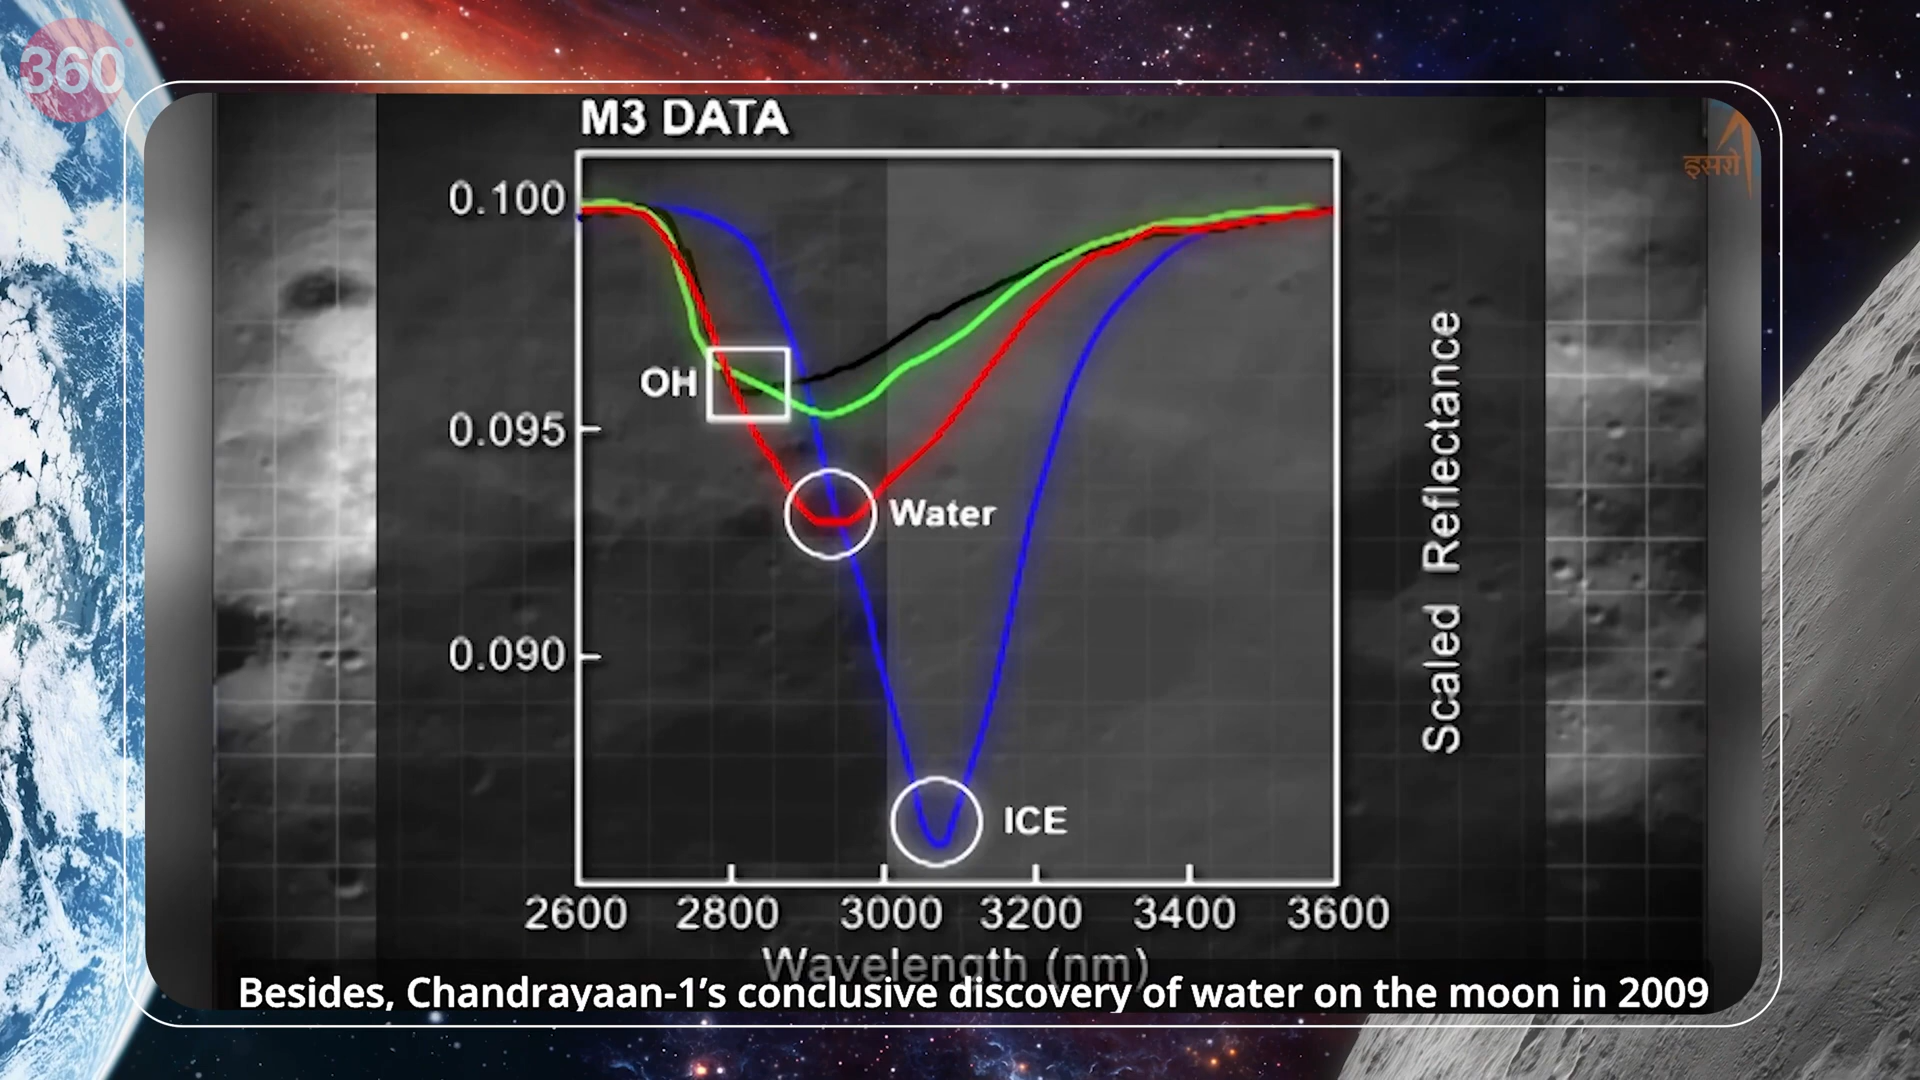 360
M3 DATA
इसरो
0.100
OH
0.095
Water
0.090
ICE
Scaled Reflectance
2600 2800 3000 3200 3400 3600
Wavelength (nm)
Besides, Chandrayaan-1’s conclusive discovery of water on the moon in 2009